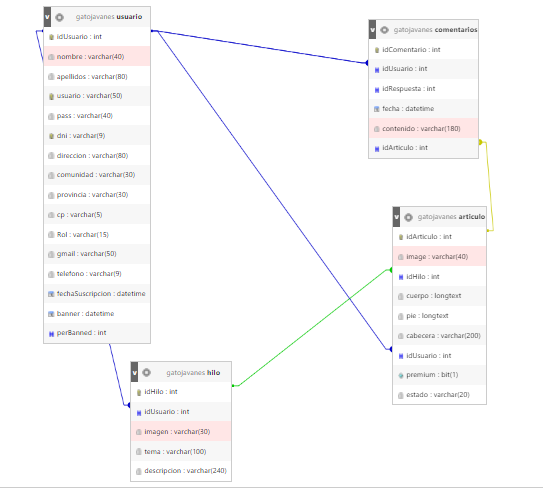 v gatojavanes usuario
idUsuario : int
nombre : varchar(40)
apellidos : varchar(80)
usuario : varchar(50)
pass : varchar(40)
dni : varchar(9)
direccion : varchar(80)
comunidad : varchar(30)
provincia : varchar(30)
cp : varchar(5)
Rol : varchar(15)
gmail : varchar(50)
telefono : varchar(9)
fechaSuscripcion : datetime
banner : datetime
perBanned : int
v gatojavanes comentarios
idComentario : int
idUsuario : int
idRespuesta : int
fecha : datetime
contenido : varchar(180)
idArticulo : int
v gatojavanes articulo
idArticulo : int
image : varchar(40)
idHilo : int
cuerpo : longtext
pie : longtext
cabecera : varchar(200)
idUsuario : int
premium : bit(1)
estado : varchar(20)
v gatojavanes hilo
idHilo : int
idUsuario : int
imagen : varchar(30)
tema : varchar(100)
descripcion : varchar(240)